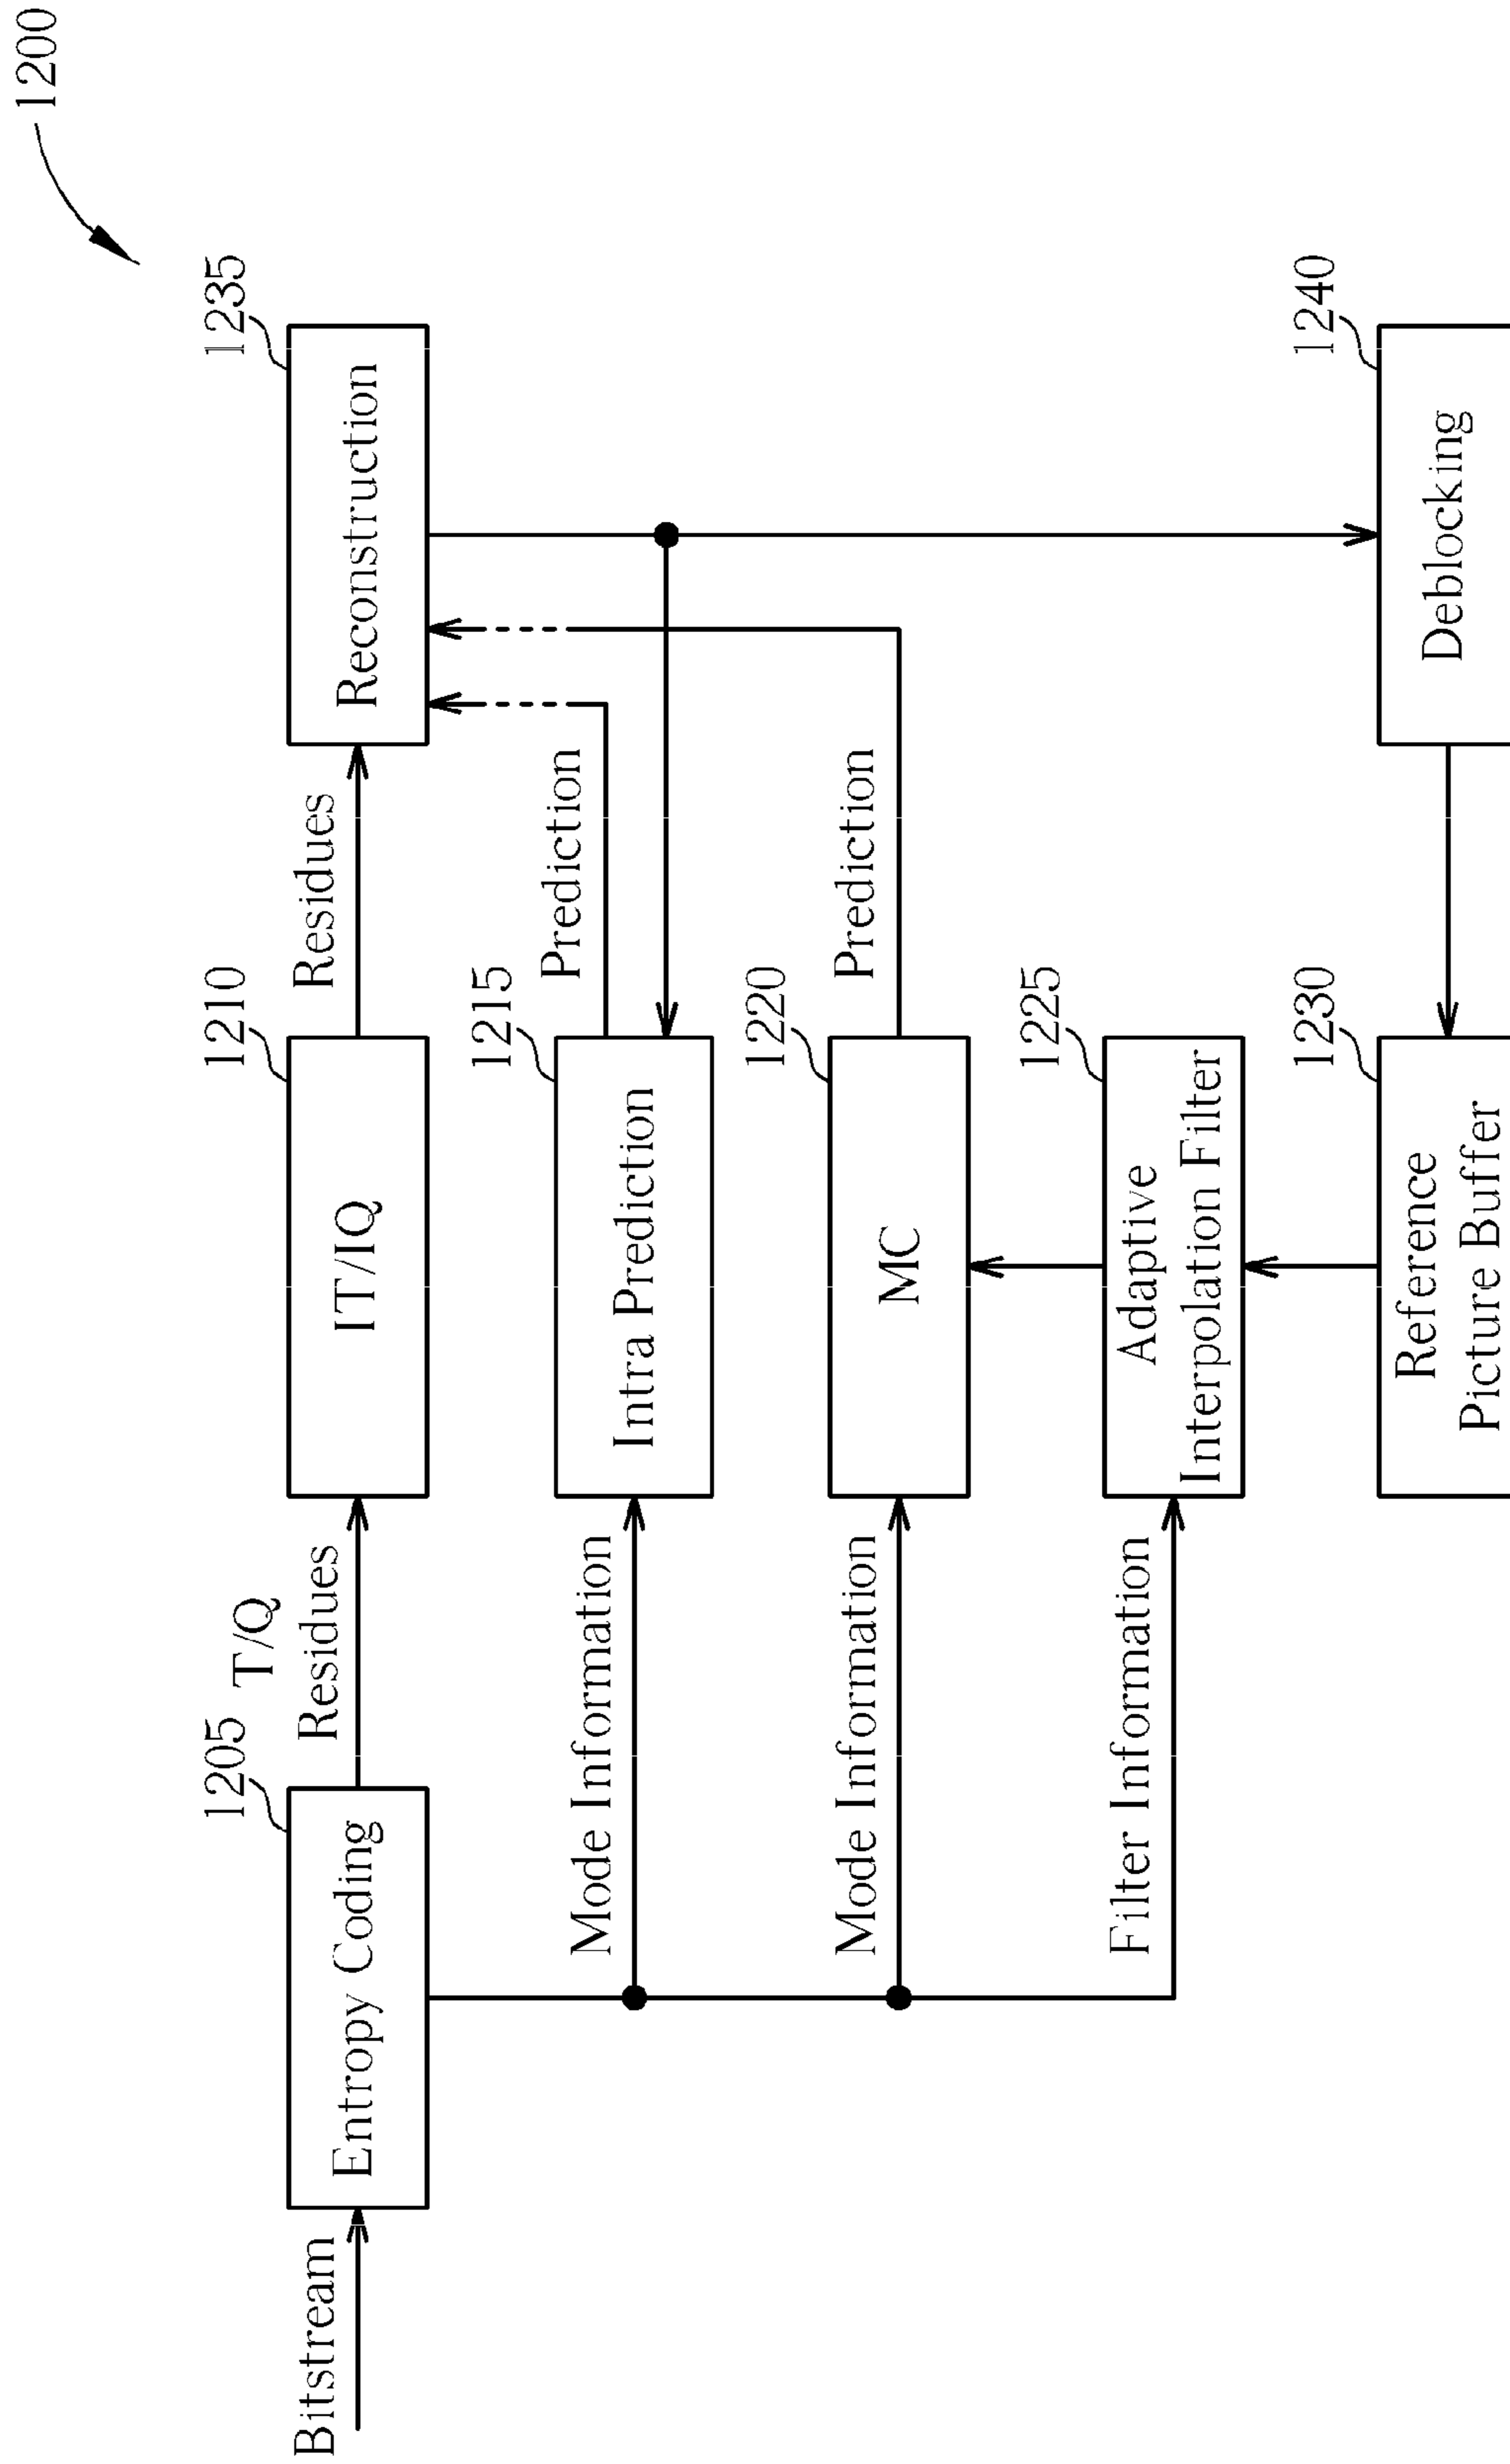 1200
1205
T/Q
1210
1235
Bitstream
Entropy Coding
Residues
IT/IQ
Residues
Reconstruction
1215
Mode Information
Intra Prediction
Prediction
1220
Mode Information
MC
Prediction
1225
Filter Information
Adaptive
Interpolation Filter
1230
1240
Reference
Picture Buffer
Deblocking